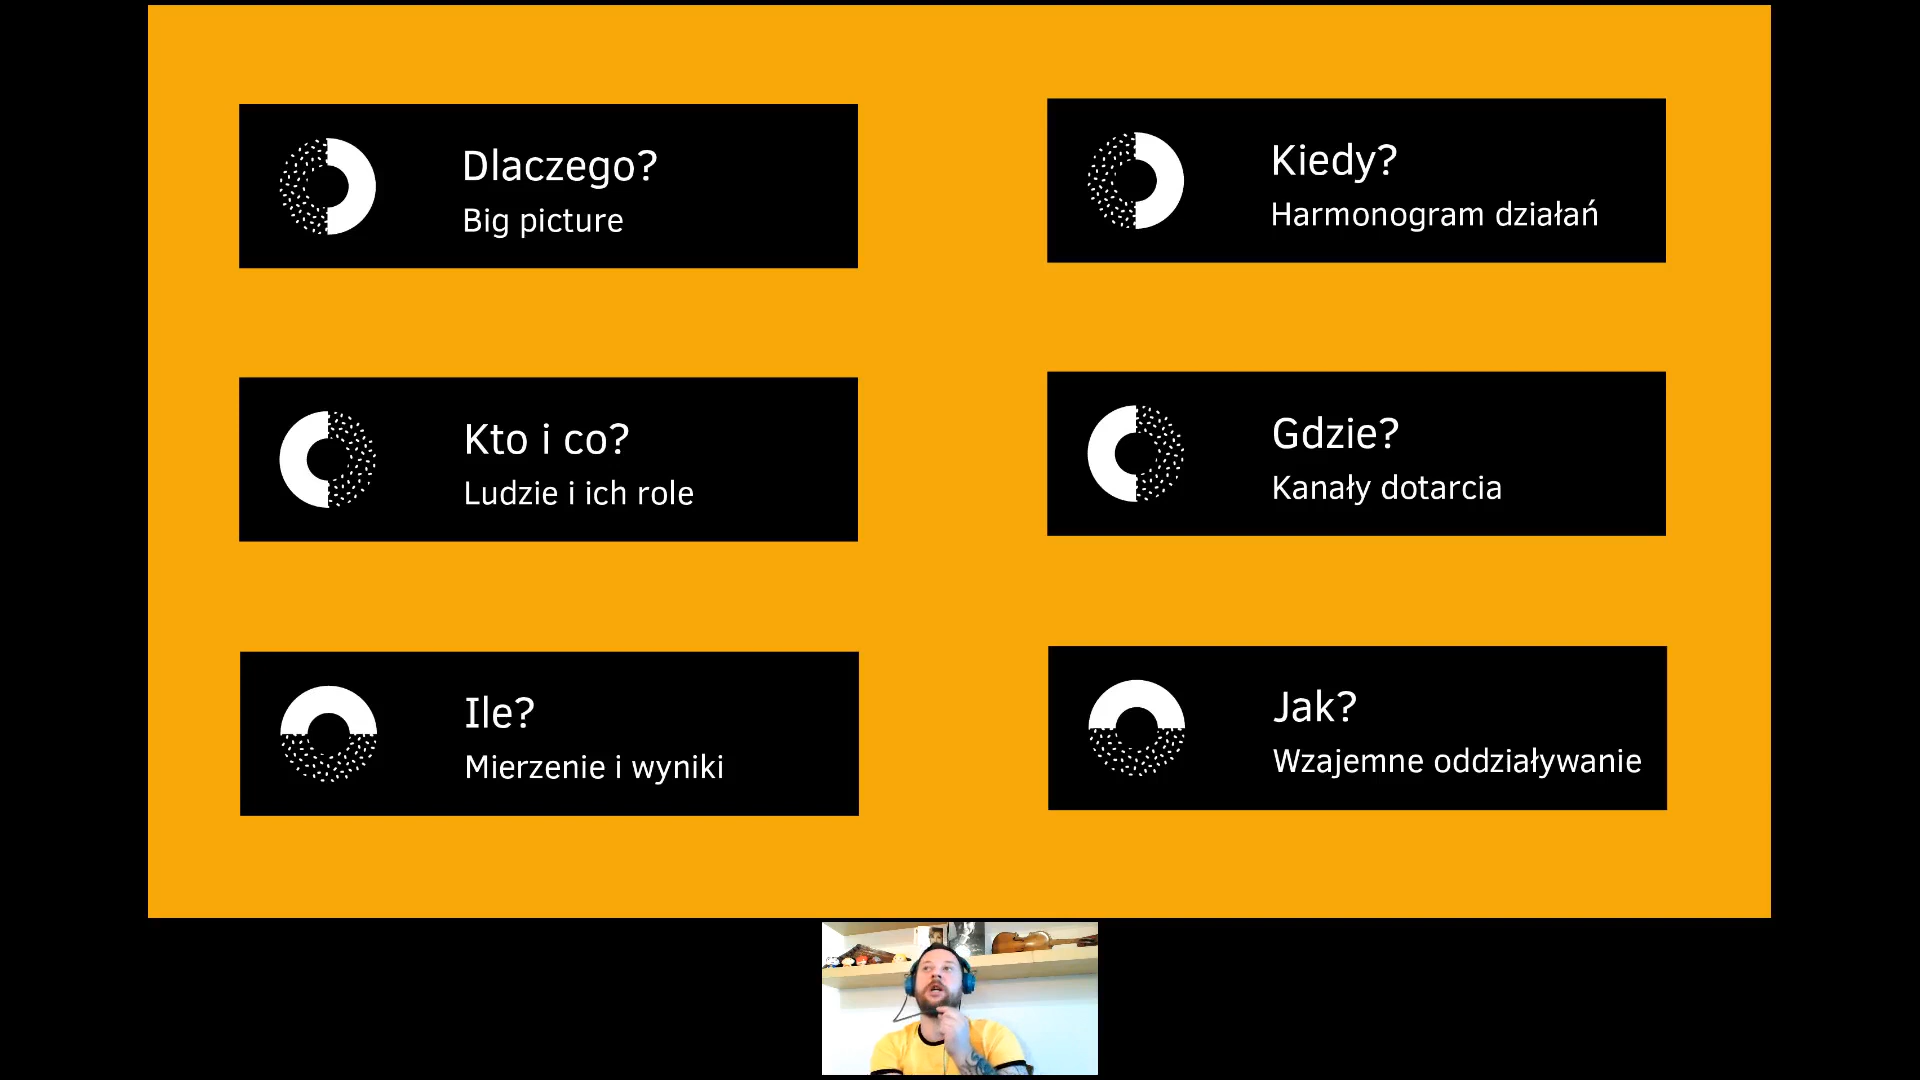 Dlaczego?
Big picture
Kiedy?
Harmonogram działań
Kto i co?
Ludzie i ich role
Gdzie?
Kanały dotarcia
Ile?
Mierzenie i wyniki
Jak?
Wzajemne oddziaływanie